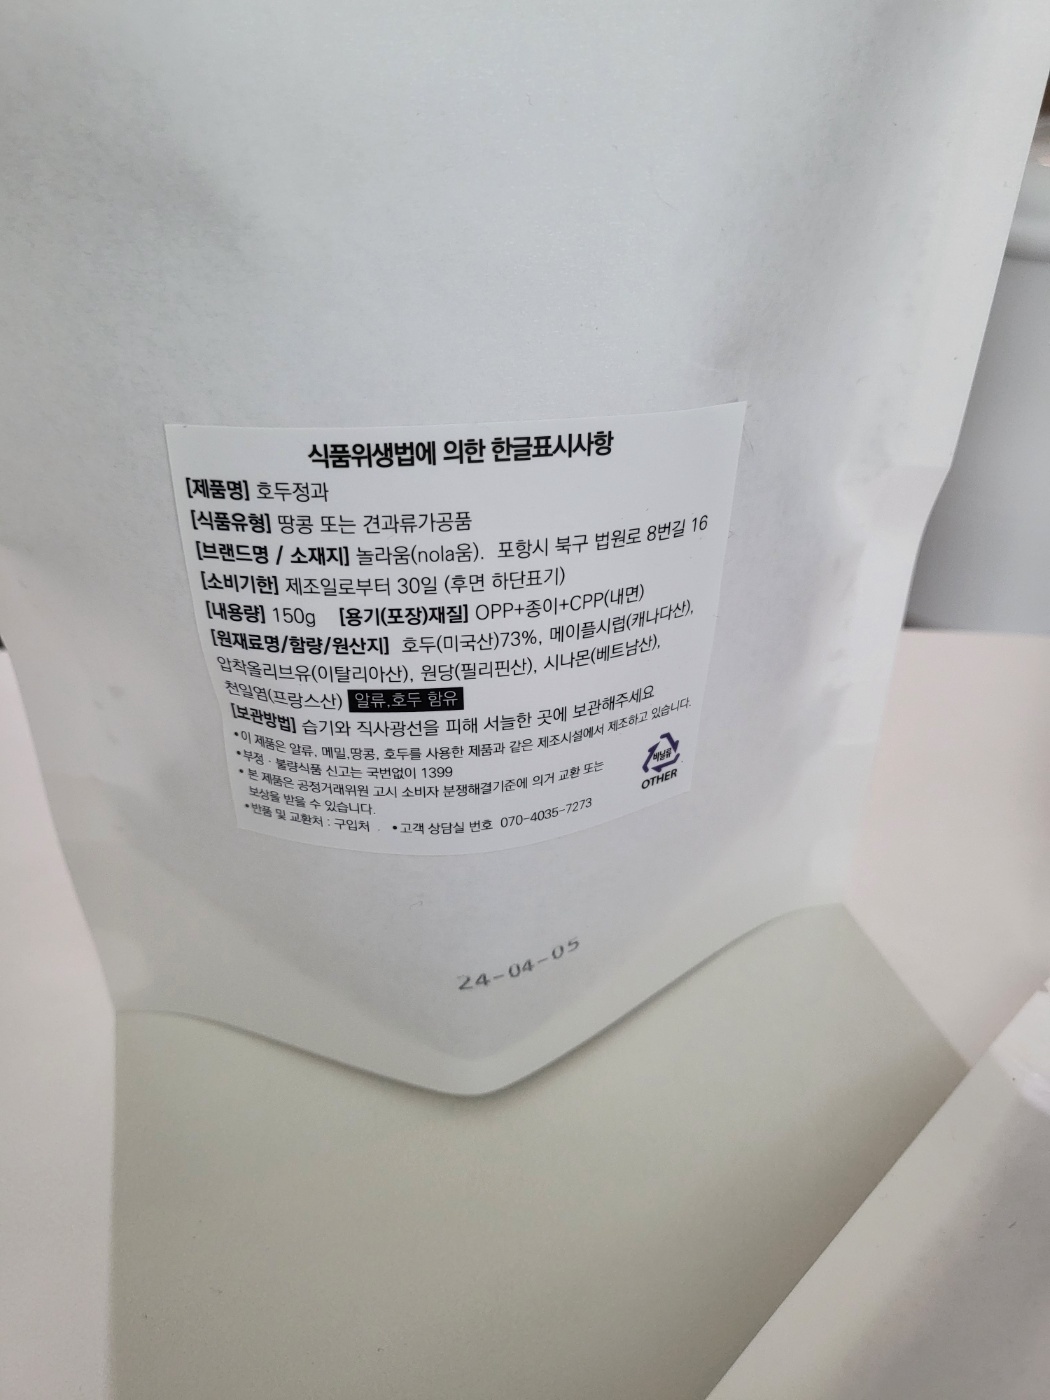 식품위생법에 의한 한글표시사항
[제품명] 호두정과
[식품유형] 땅콩 또는 견과류가공품
[브랜드명 / 소재지] 놀라움(nola움). 포항시 북구 법원로 8번길 16
[소비기한] 제조일로부터 30일 (후면 하단표기)
[내용량] 150g [용기(포장)재질] OPP+종이+CPP(내면)
[원재료명/함량/원산지] 호두(미국산)73%, 메이플시럽(캐나다산),
압착올리브유(이탈리아산), 원당(필리핀산), 시나몬(베트남산),
천일염(프랑스산) 알류,호두 함유
[보관방법] 습기와 직사광선을 피해 서늘한 곳에 보관해주세요
•이 제품은 알류, 메밀,땅콩, 호두를 사용한 제품과 같은 제조시설에서 제조하고 있습니다.
•부정·불량식품 신고는 국번없이 1399
• 본 제품은 공정거래위원 고시 소비자 분쟁해결기준에 의거 교환 또는
보상을 받을 수 있습니다.
•반품 및 교환처 : 구입처 . •고객 상담실 번호 070-4035-7273
비닐류
OTHER
24-04-05